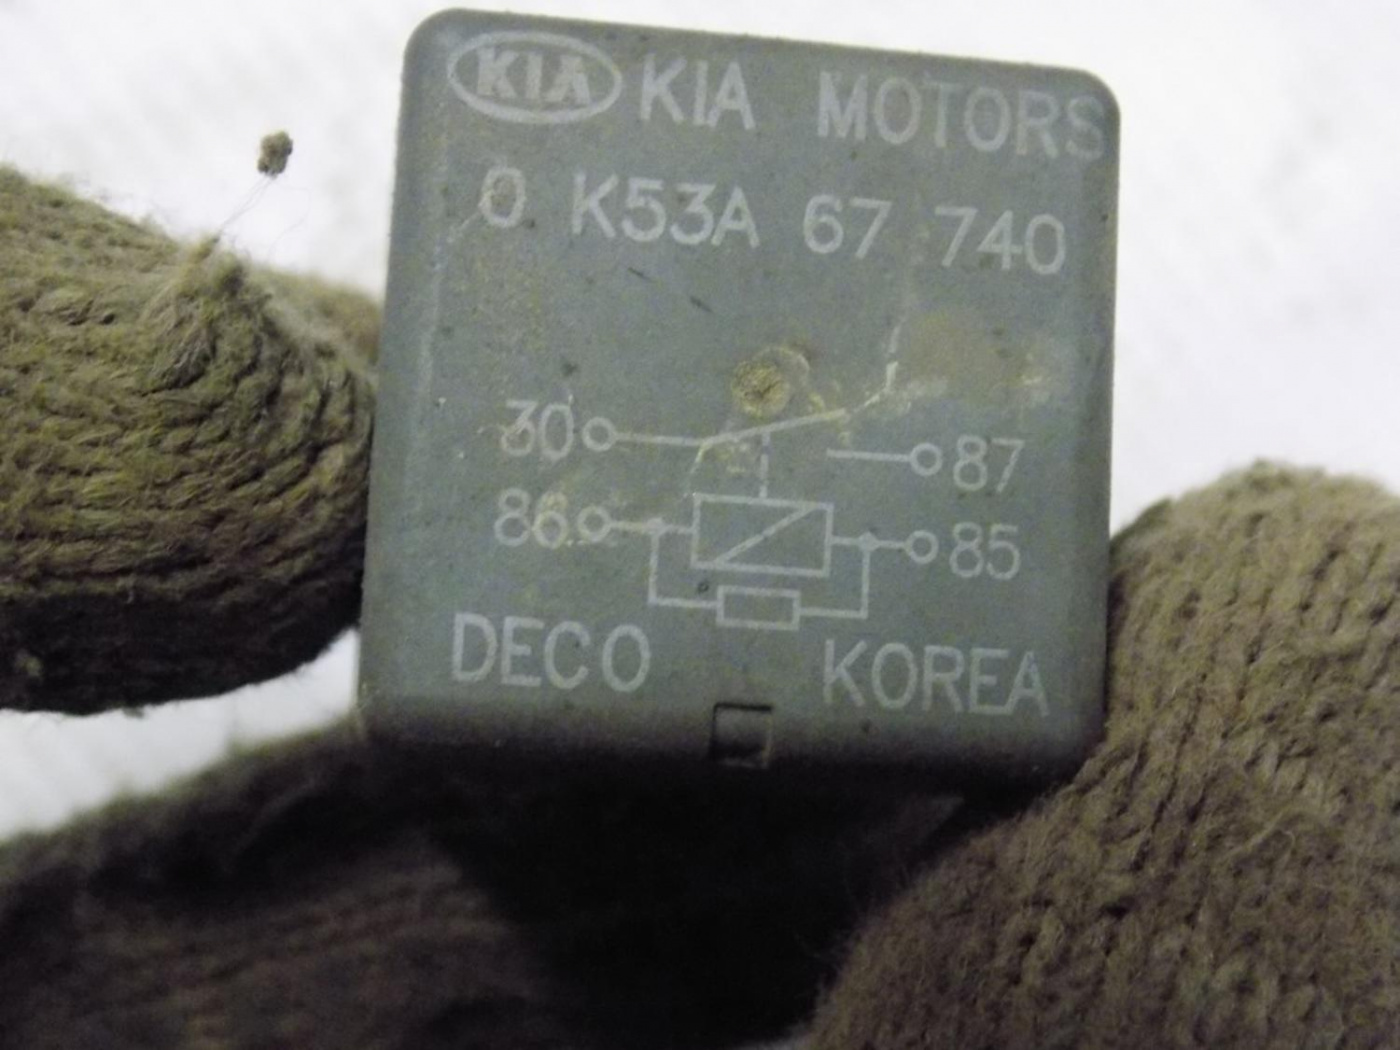 KIA KIA MOTORS
0 K53A 67 740
30 87
86 85
DECO KOREA